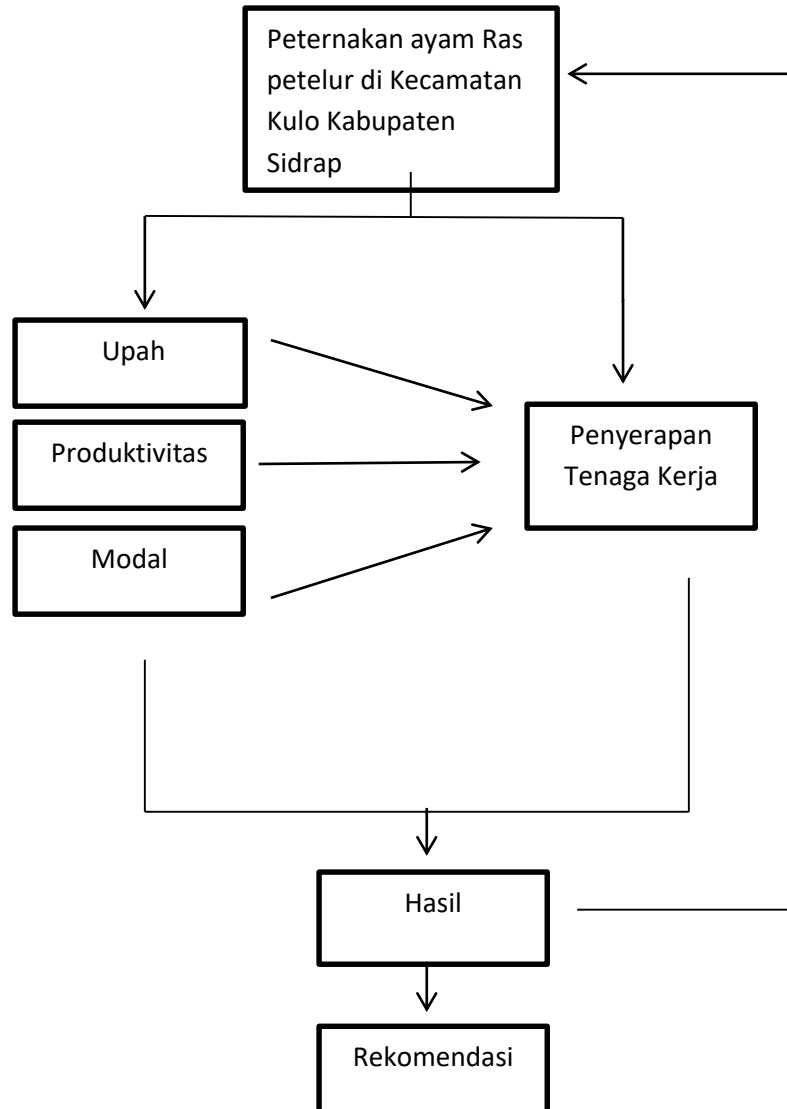 Peternakan ayam Ras
petelur di Kecamatan
Kulo Kabupaten
Sidrap
Upah
Produktivitas
Modal
Penyerapan
Tenaga Kerja
Hasil
Rekomendasi